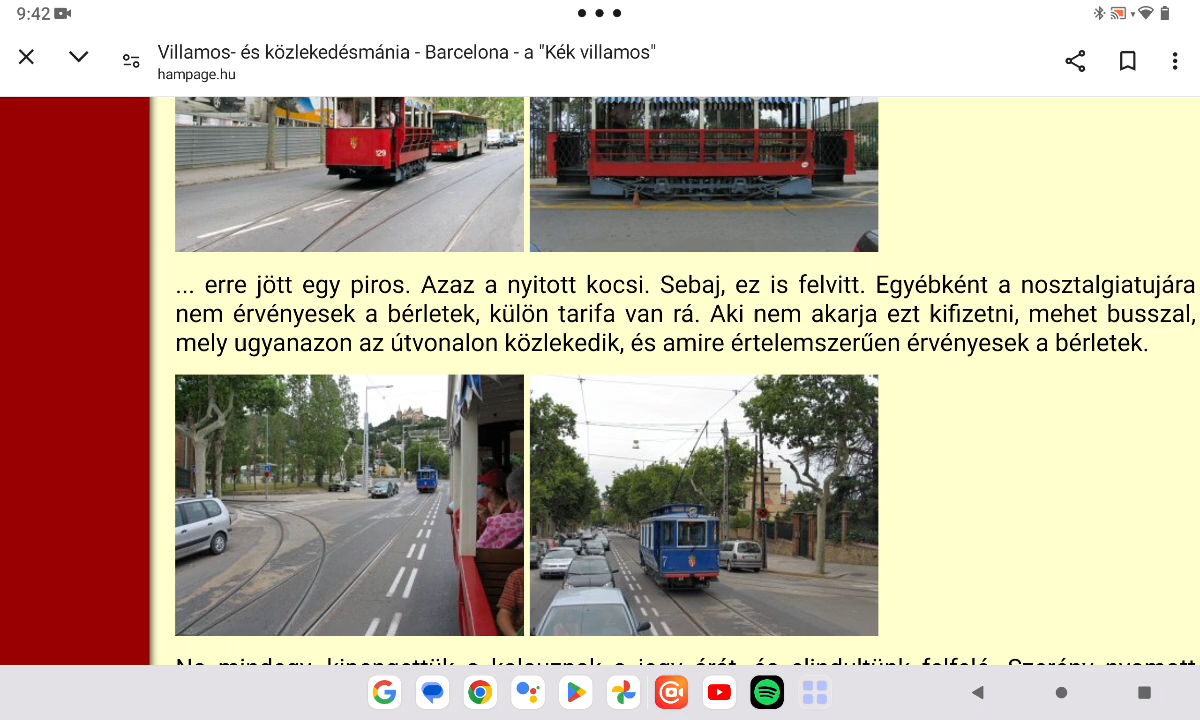 9:42
Villamos- és közlekedésmánia - Barcelona - a "Kék villamos"
hampage.hu
129
... erre jött egy piros. Azaz a nyitott kocsi. Sebaj, ez is felvitt. Egyébként a nosztalgiatujára
nem érvényesek a bérletek, külön tarifa van rá. Aki nem akarja ezt kifizetni, mehet busszal,
mely ugyanazon az útvonalon közlekedik, és amire értelemszerűen érvényesek a bérletek.
7